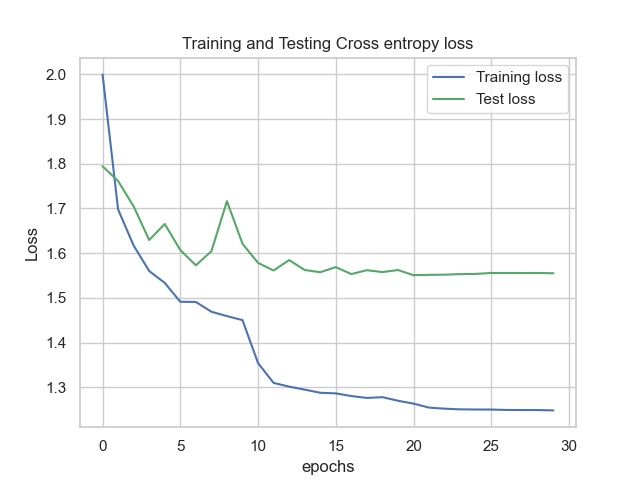 Training and Testing Cross entropy loss
Training loss
Test loss
2.0
1.9
1.8
1.7
1.6
1.5
1.4
1.3
Loss
0 5 10 15 20 25 30
epochs